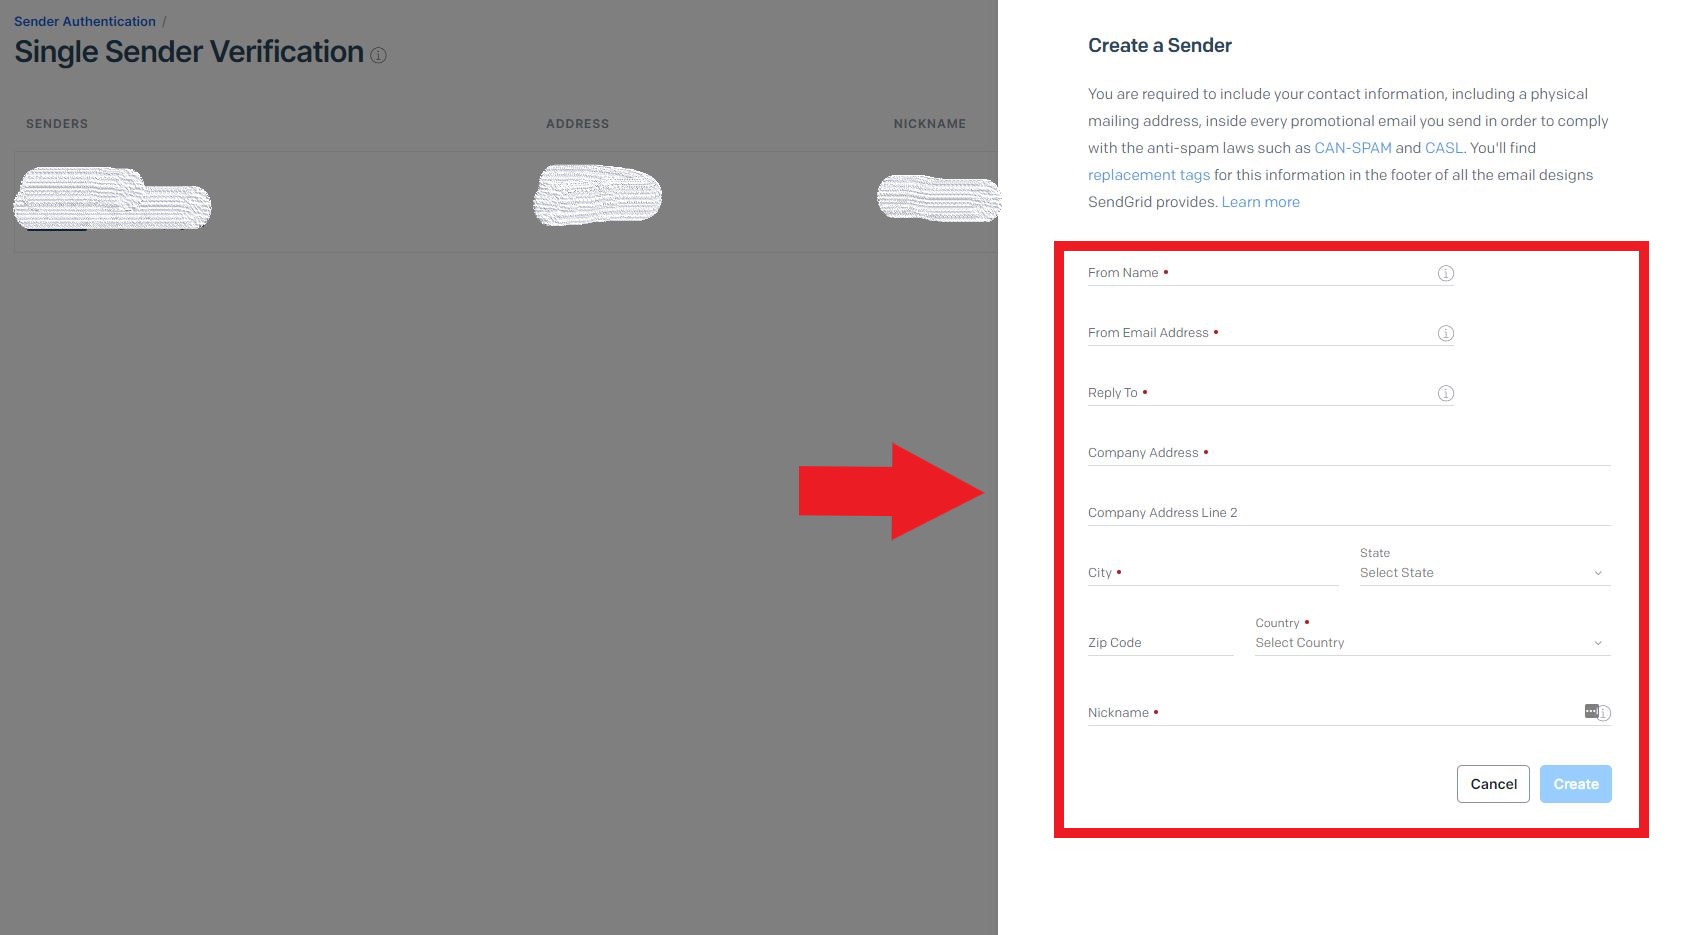 Sender Authentication /
Single Sender Verification
SENDERS ADDRESS NICKNAME
Create a Sender
You are required to include your contact information, including a physical
mailing address, inside every promotional email you send in order to comply
with the anti-spam laws such as CAN-SPAM and CASL. You'll find
replacement tags for this information in the footer of all the email designs
SendGrid provides. Learn more
From Name •
From Email Address •
Reply To •
Company Address •
Company Address Line 2
State
City • Select State
Country •
Zip Code Select Country
Nickname •
Cancel Create